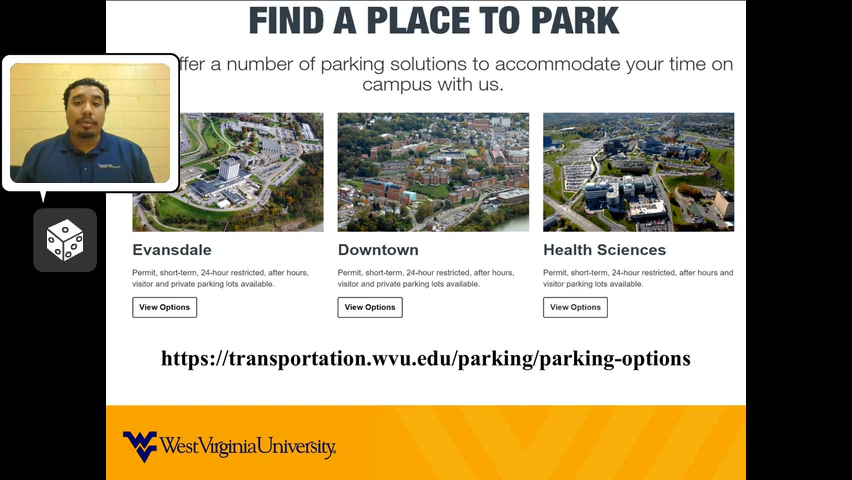 FIND A PLACE TO PARK
a number of parking solutions to accommodate your time on
campus with us.
Evansdale
Permit, short-term, 24-hour restricted, after hours,
visitor and private parking lots available.
View Options
Downtown
Permit, short-term, 24-hour restricted, after hours,
visitor and private parking lots available.
View Options
Health Sciences
Permit, short-term, 24-hour restricted, after hours and
visitor parking lots available.
View Options
https://transportation.wvu.edu/parking/parking-options
WestVirginiaUniversity.